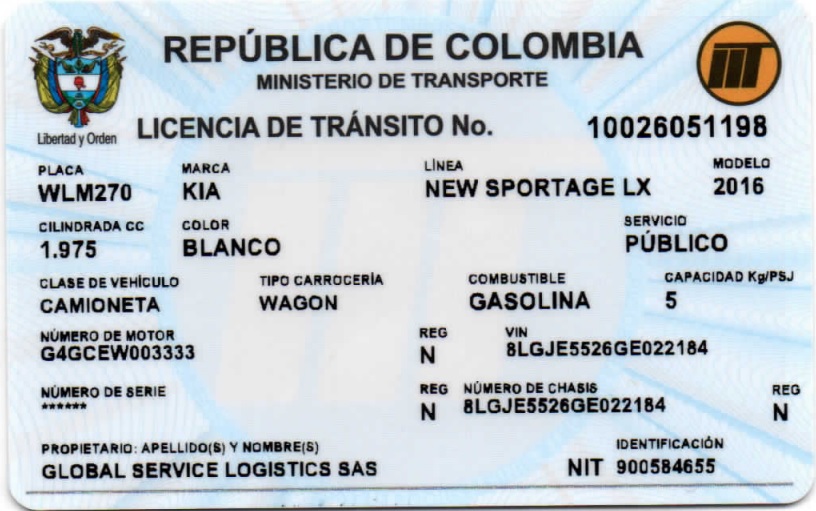 REPÚBLICA DE COLOMBIA
MINISTERIO DE TRANSPORTE
Libertad y Orden
LICENCIA DE TRÁNSITO No. 10026051198
PLACA MARCA LÍNEA MODELO
WLM270 KIA NEW SPORTAGE LX 2016
CILINDRADA CC COLOR SERVICIO
1.975 BLANCO PÚBLICO
CLASE DE VEHÍCULO TIPO CARROCERÍA COMBUSTIBLE CAPACIDAD Kg/PSJ
CAMIONETA WAGON GASOLINA 5
NÚMERO DE MOTOR REG VIN
G4GCEW003333 N 8LGJE5526GE022184
NÚMERO DE SERIE REG NÚMERO DE CHASIS REG
****** N 8LGJE5526GE022184 N
PROPIETARIO: APELLIDO(S) Y NOMBRE(S) IDENTIFICACIÓN
GLOBAL SERVICE LOGISTICS SAS NIT 900584655